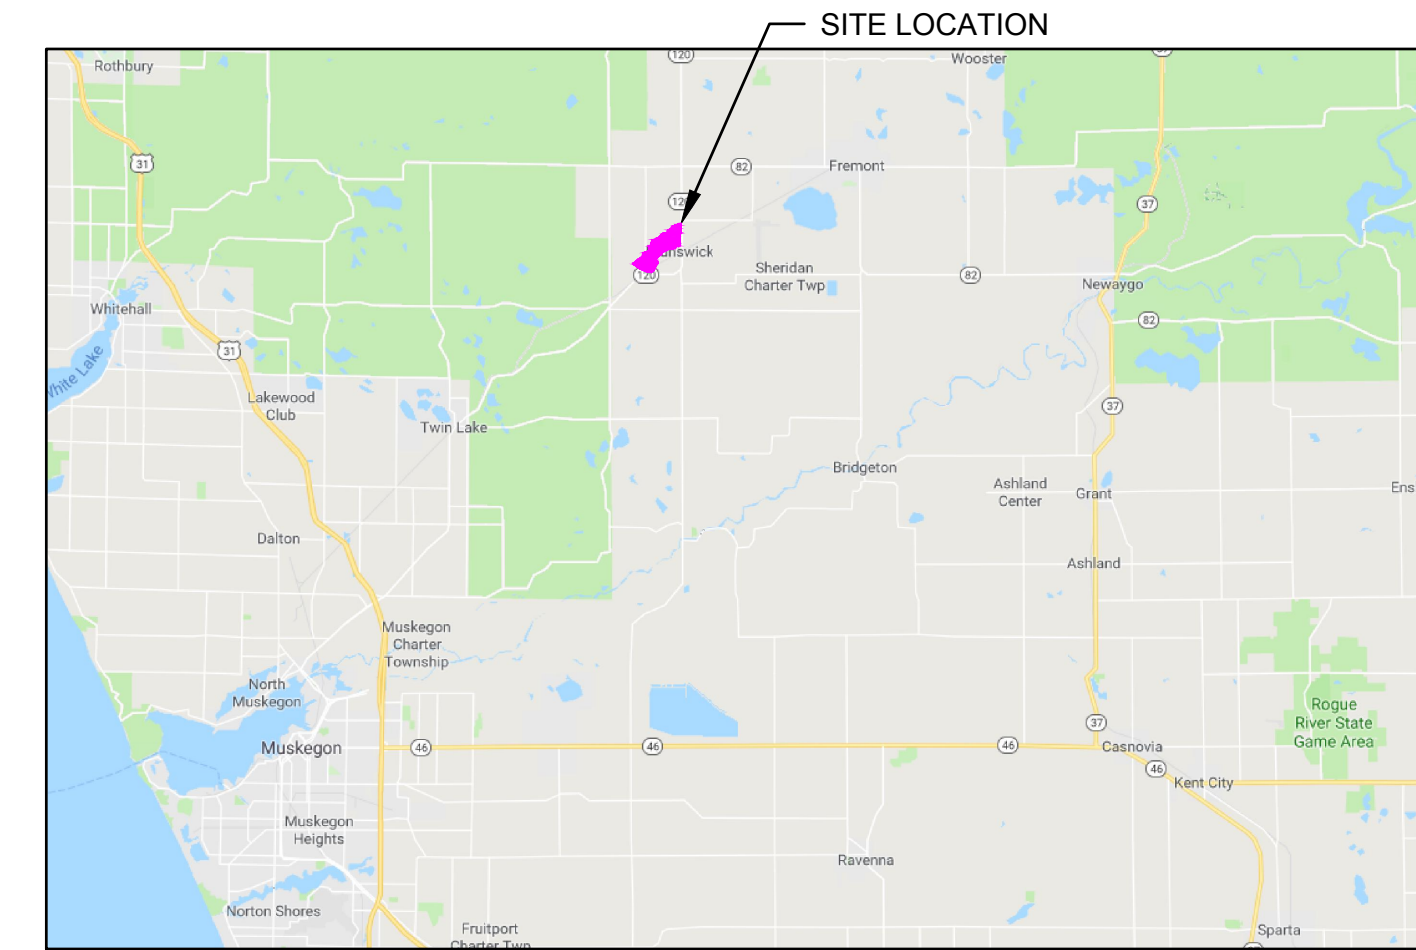 SITE LOCATION
120
37
Rothbury
Wooster
31
82
Fremont
120
37
unswick
Sheridan
Charter Twp
120
82
Newaygo
Whitehall
82
31
White Lake
Lakewood
Club
37
Twin Lake
Bridgeton
Ashland
Center
Grant
Ens
Dalton
Ashland
Muskegon
Charter
Township
North
Muskegon
Rogue
River State
Game Area
37
Muskegon
46
46
46
Casnovia
46
Kent City
Muskegon
Heights
Ravenna
Norton Shores
Fruitport
Charter Twp
Sparta